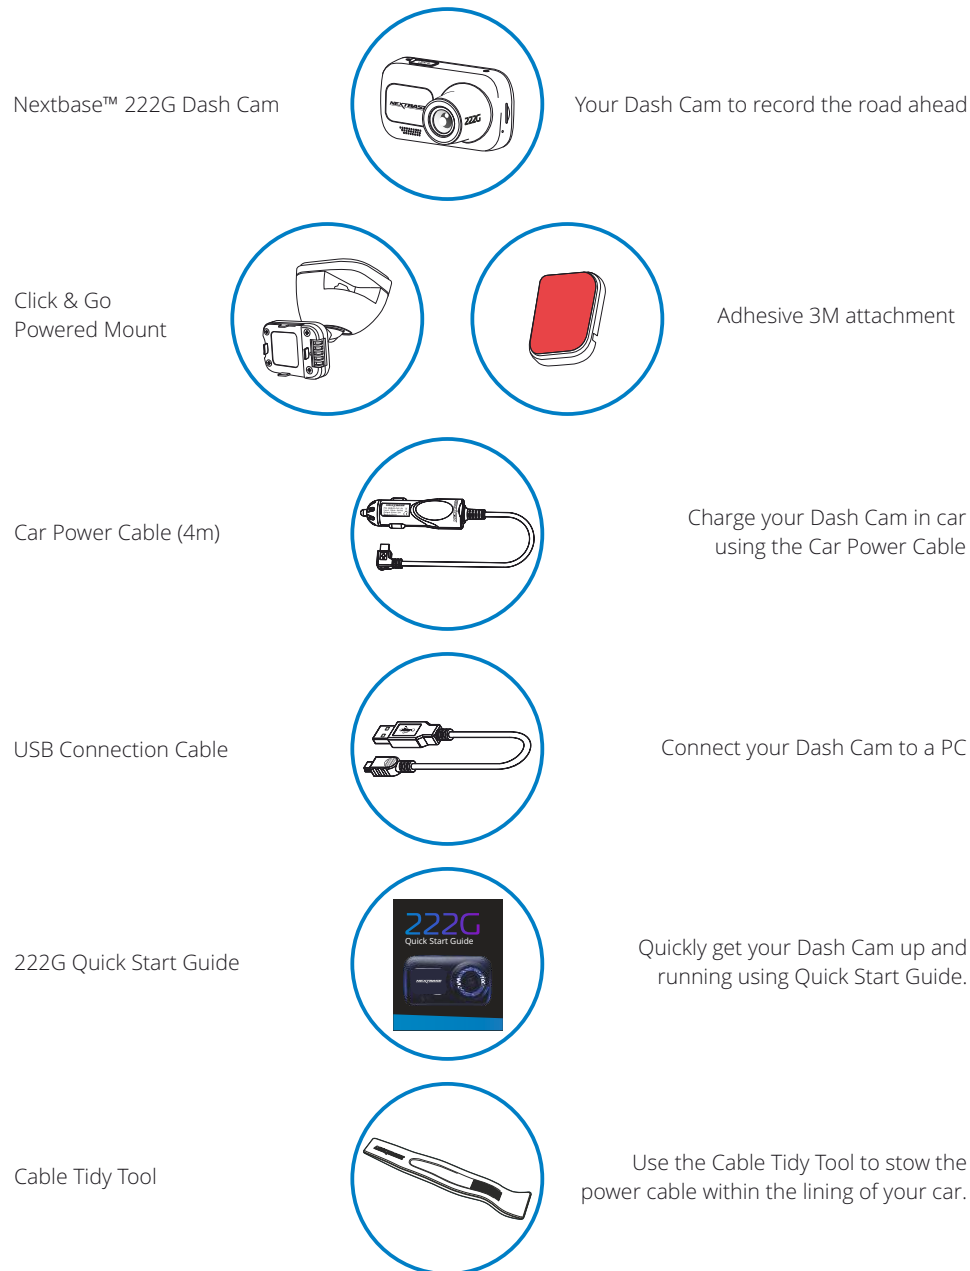 Nextbase™ 222G Dash Cam
NEXTBASE
222G
Your Dash Cam to record the road ahead
Click & Go
Powered Mount
Adhesive 3M attachment
Car Power Cable (4m)
Charge your Dash Cam in car
using the Car Power Cable
USB Connection Cable
Connect your Dash Cam to a PC
222G Quick Start Guide
222G
Quick Start Guide
NEXTBASE
Quickly get your Dash Cam up and
running using Quick Start Guide.
Cable Tidy Tool
NEXTBASE
Use the Cable Tidy Tool to stow the
power cable within the lining of your car.